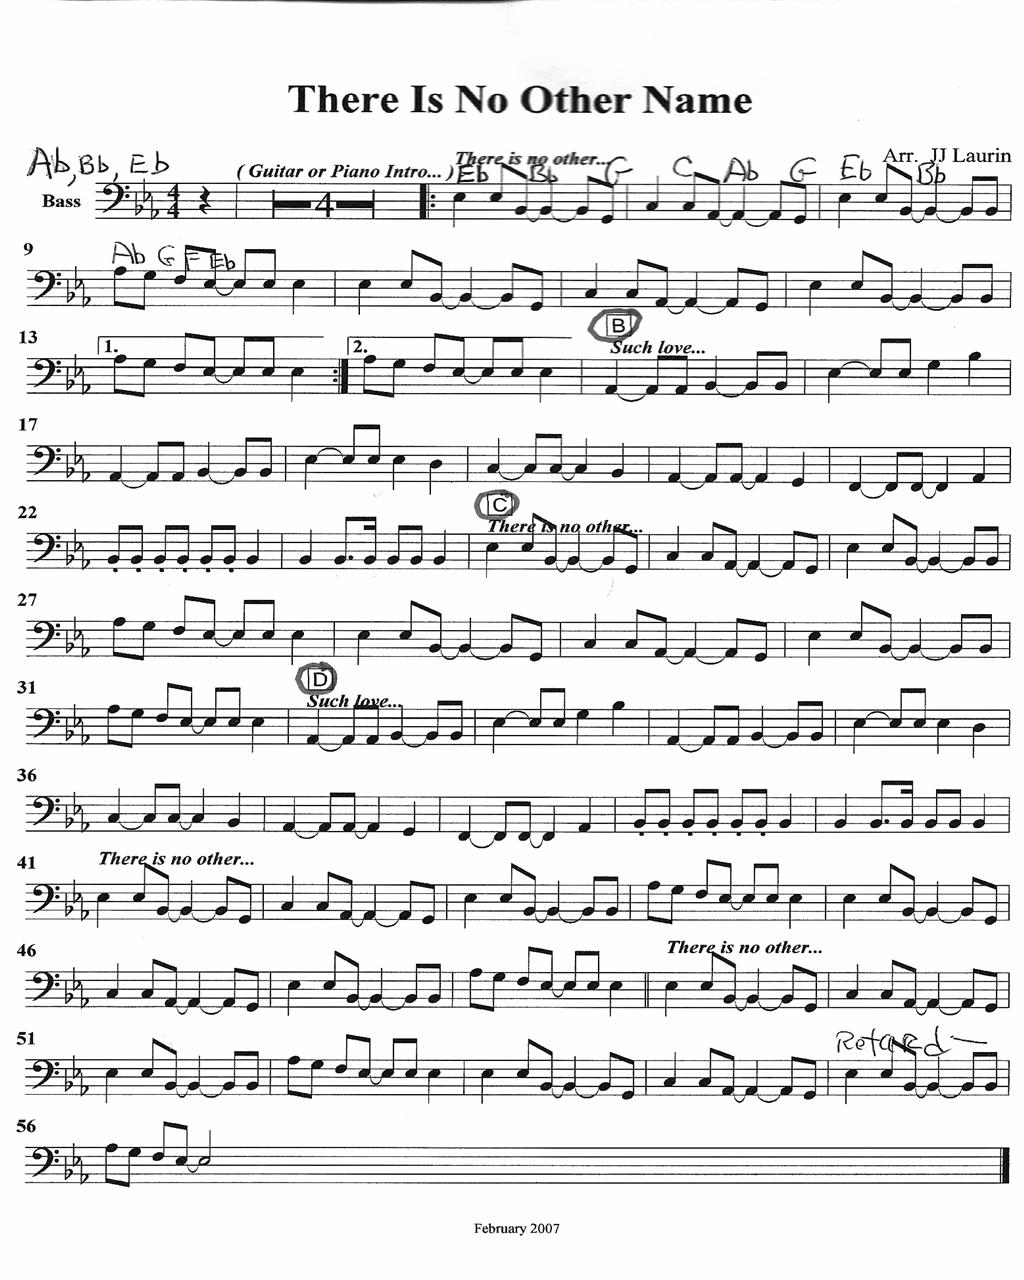 There Is No Other Name
Ab, Bb, Eb
There is no other...
Arr. JJ Laurin
( Guitar or Piano Intro... )
Eb Bb G C Ab G Eb Bb
Bass
4
4
4
9
Ab G F Eb
13
1.
2.
B
Such love...
17
22
C
There is no other...
27
31
D
Such love...
36
41
There is no other...
46
There is no other...
51
Retard
56
February 2007